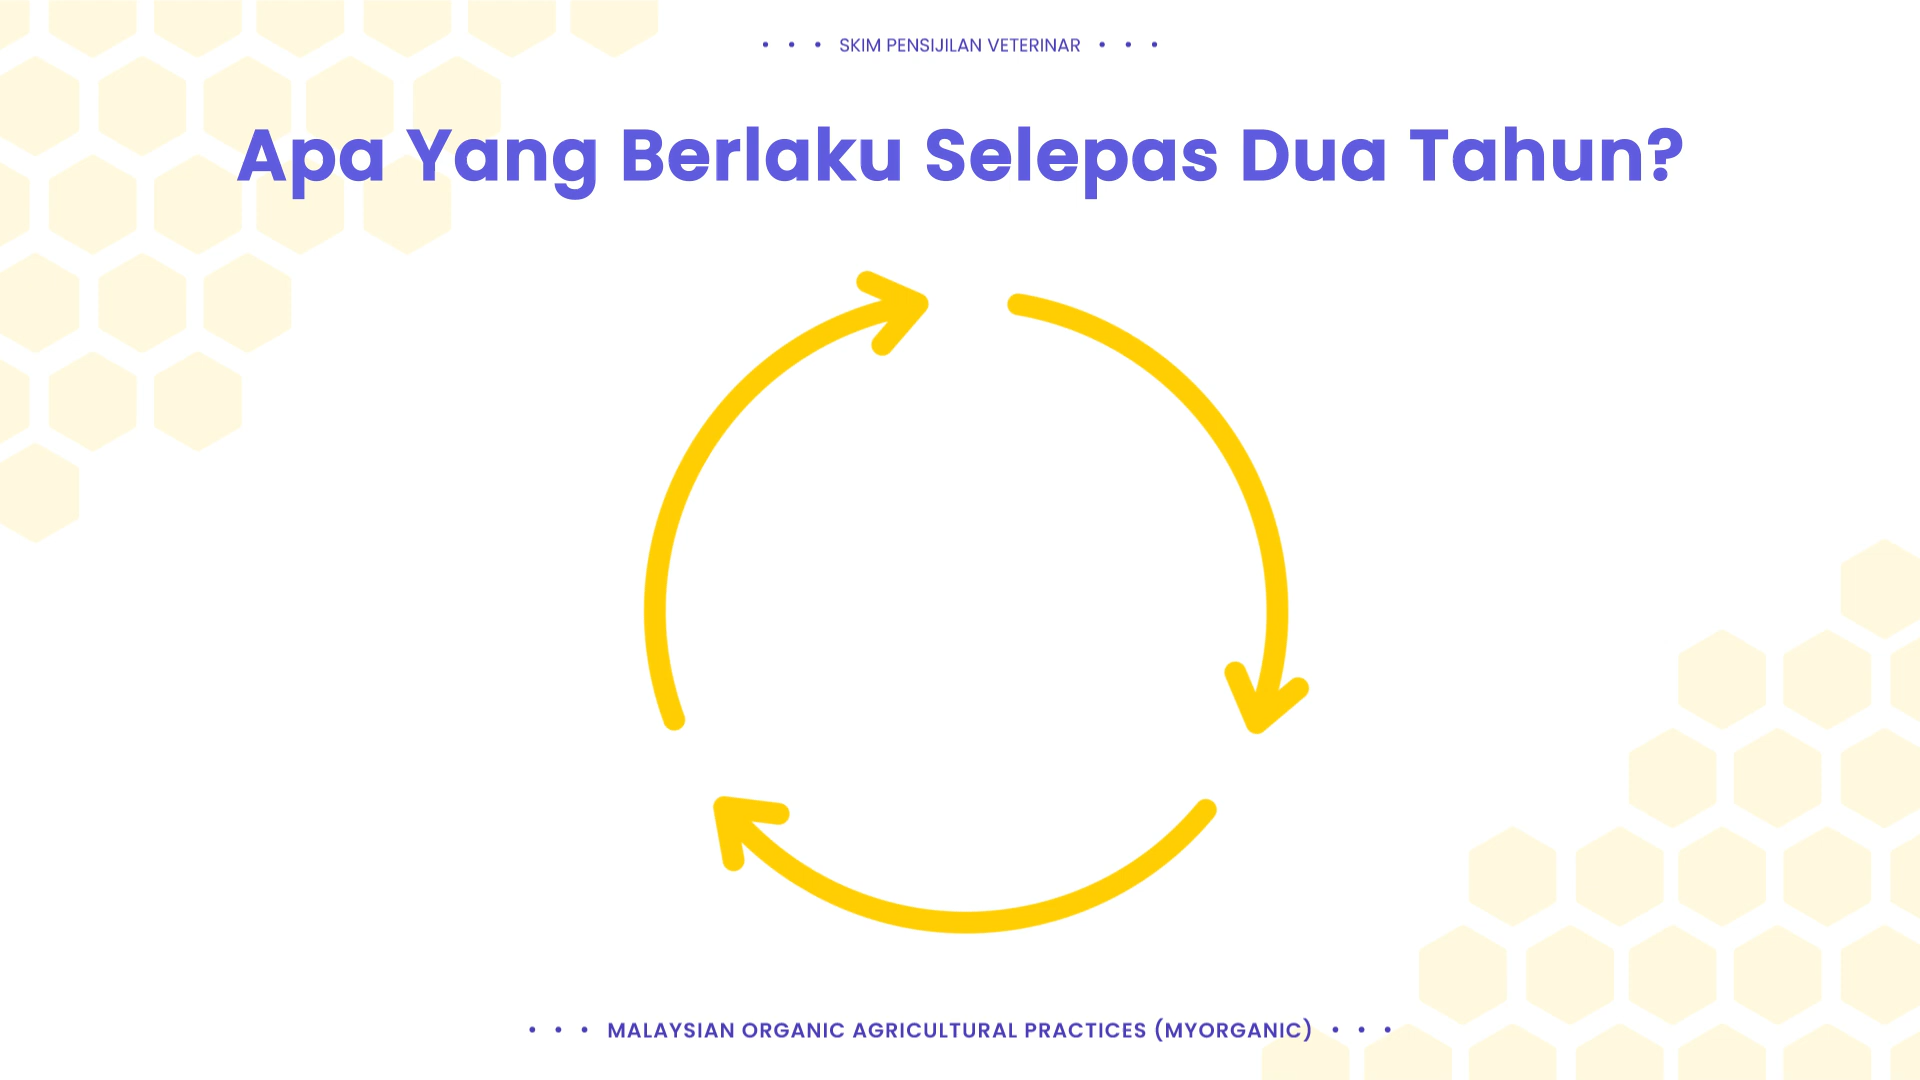 SKIM PENSIJILAN VETERINAR
Apa Yang Berlaku Selepas Dua Tahun?
MALAYSIAN ORGANIC AGRICULTURAL PRACTICES (MYORGANIC)